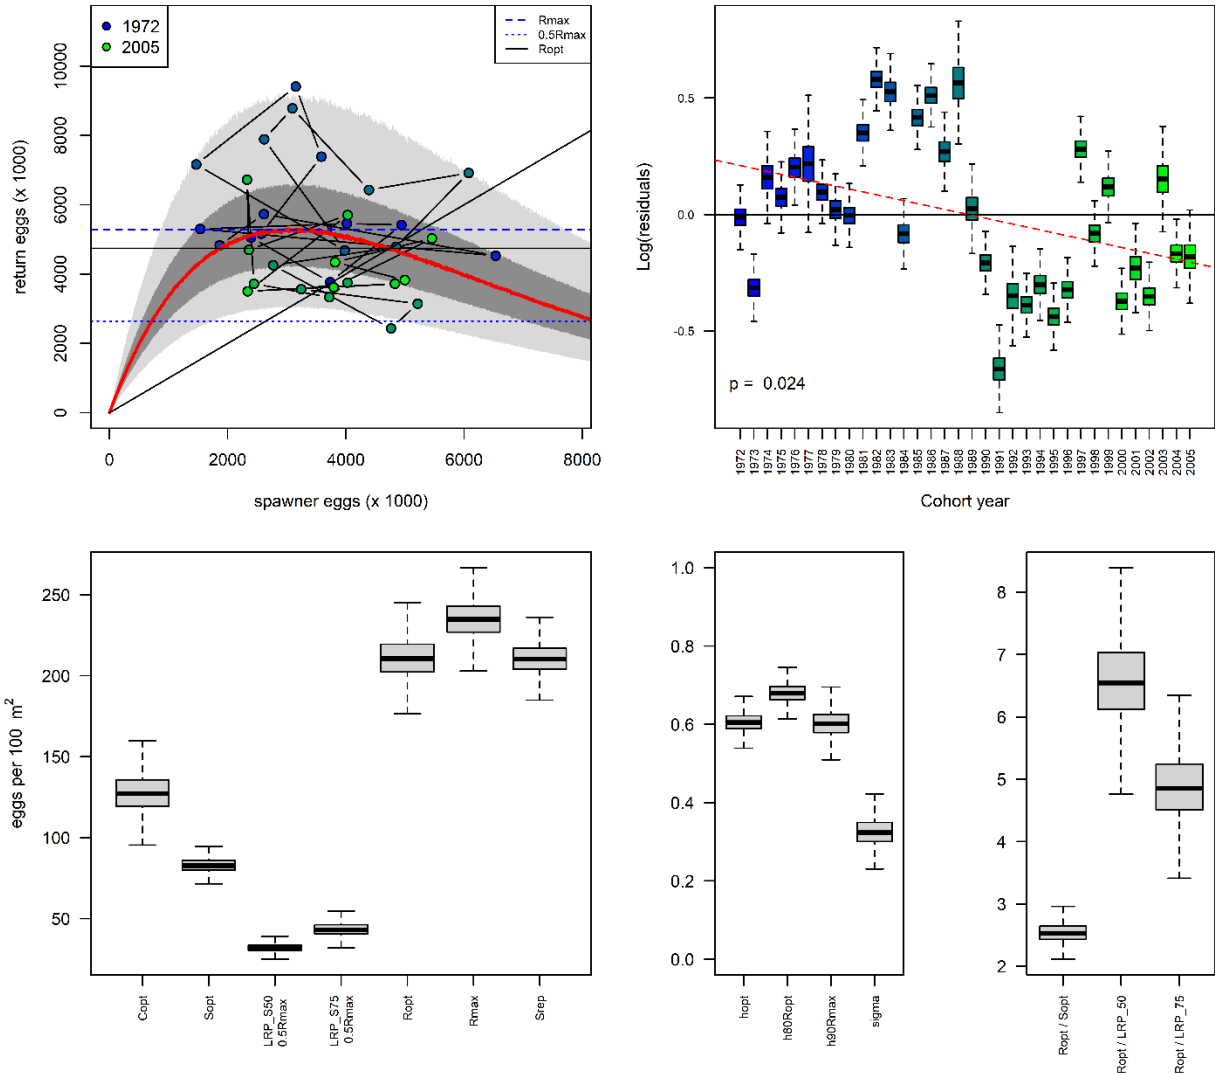 1972
2005
Rmax
0.5Rmax
Ropt
return eggs (x 1000)
0
2000
4000
6000
8000
10000
0
2000
4000
6000
8000
spawner eggs (x 1000)
Log(residuals)
0.5
0.0
-0.5
p = 0.024
1972
1973
1974
1975
1976
1977
1978
1979
1980
1981
1982
1983
1984
1985
1986
1987
1988
1989
1990
1991
1992
1993
1994
1995
1996
1997
1998
1999
2000
2001
2002
2003
2004
2005
Cohort year
eggs per 100 m²
250
200
150
100
50
Copt
Sopt
LRP_S50
0.5Rmax
LRP_S75
0.5Rmax
Ropt
Rmax
Srep
1.0
0.8
0.6
0.4
0.2
0.0
hopt
h80Ropt
h90Rmax
sigma
8
7
6
5
4
3
2
Ropt / Sopt
Ropt / LRP_50
Ropt / LRP_75